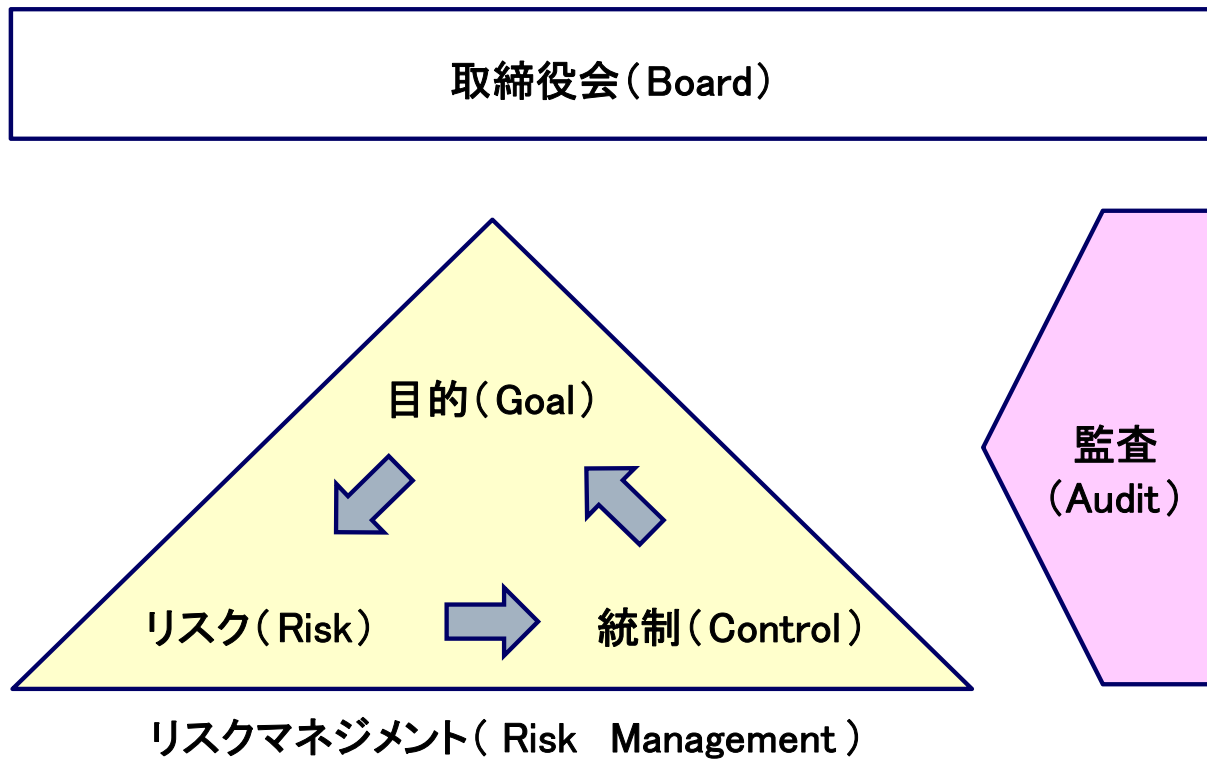 取締役会（Board）
目的（Goal）
監査
（Audit）
リスク（Risk）
統制（Control）
リスクマネジメント（ Risk Management ）